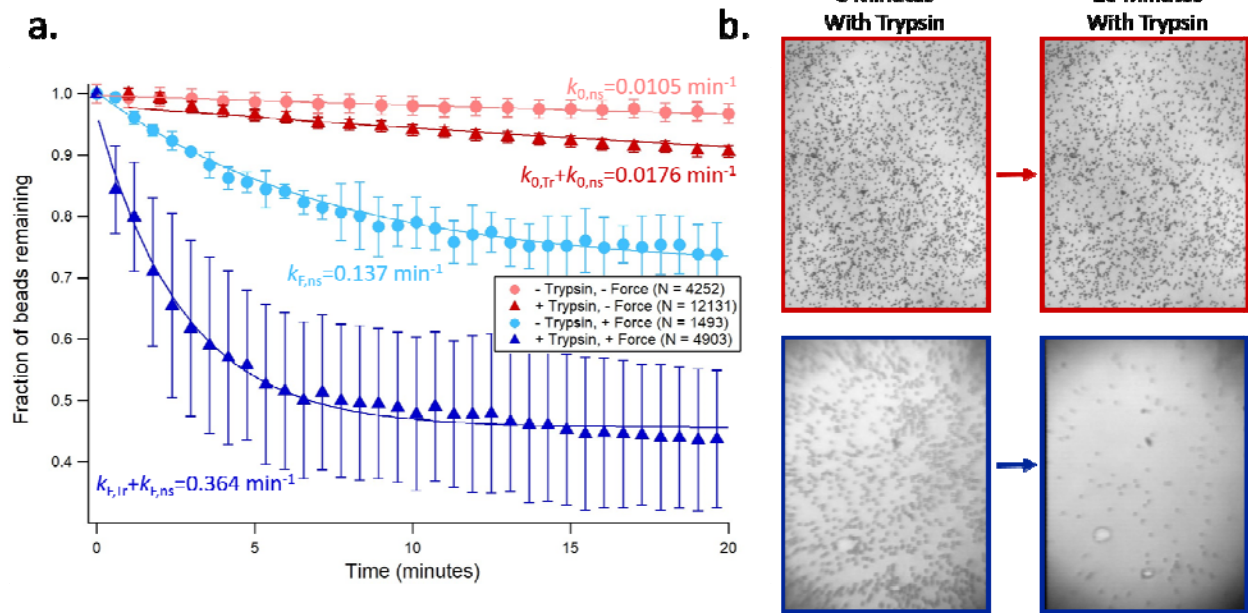 a.
b.
With Trypsin
With Trypsin
k0,ns=0.0105 min-1
k0,Tr+k0,ns=0.0176 min-1
kF,ns=0.137 min-1
kF,Tr+kF,ns=0.364 min-1
- Trypsin, - Force (N = 4252)
+ Trypsin, - Force (N = 12131)
- Trypsin, + Force (N = 1493)
+ Trypsin, + Force (N = 4903)
Fraction of beads remaining
1.0
0.9
0.8
0.7
0.6
0.5
0.4
0
5
10
15
20
Time (minutes)